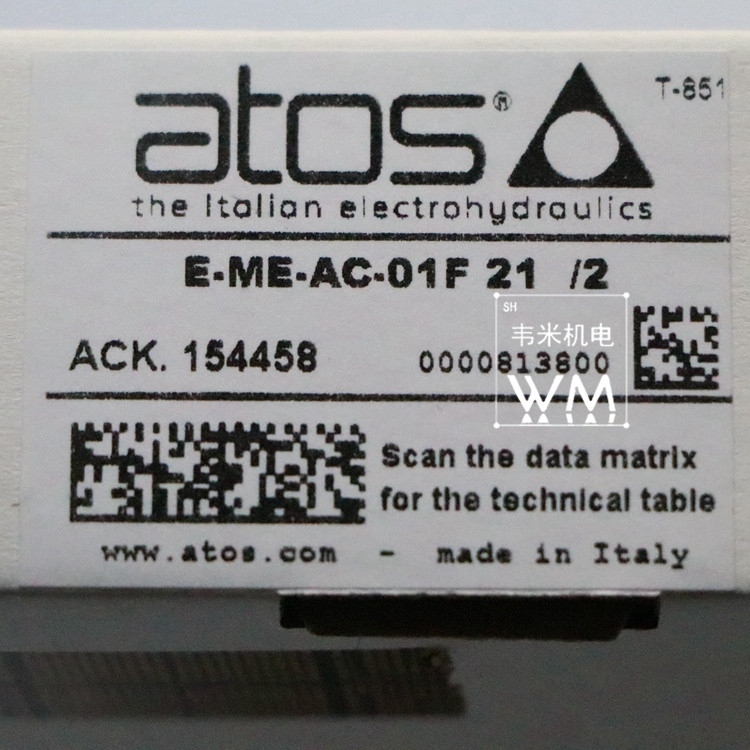 atos®
T-851
the Italian electrohydraulics
E-ME-AC-01F 21 /2
SH
韦米机电
ACK. 154458
0000813800
WM
Scan the data matrix
for the technical table
www.atos.com - made in Italy